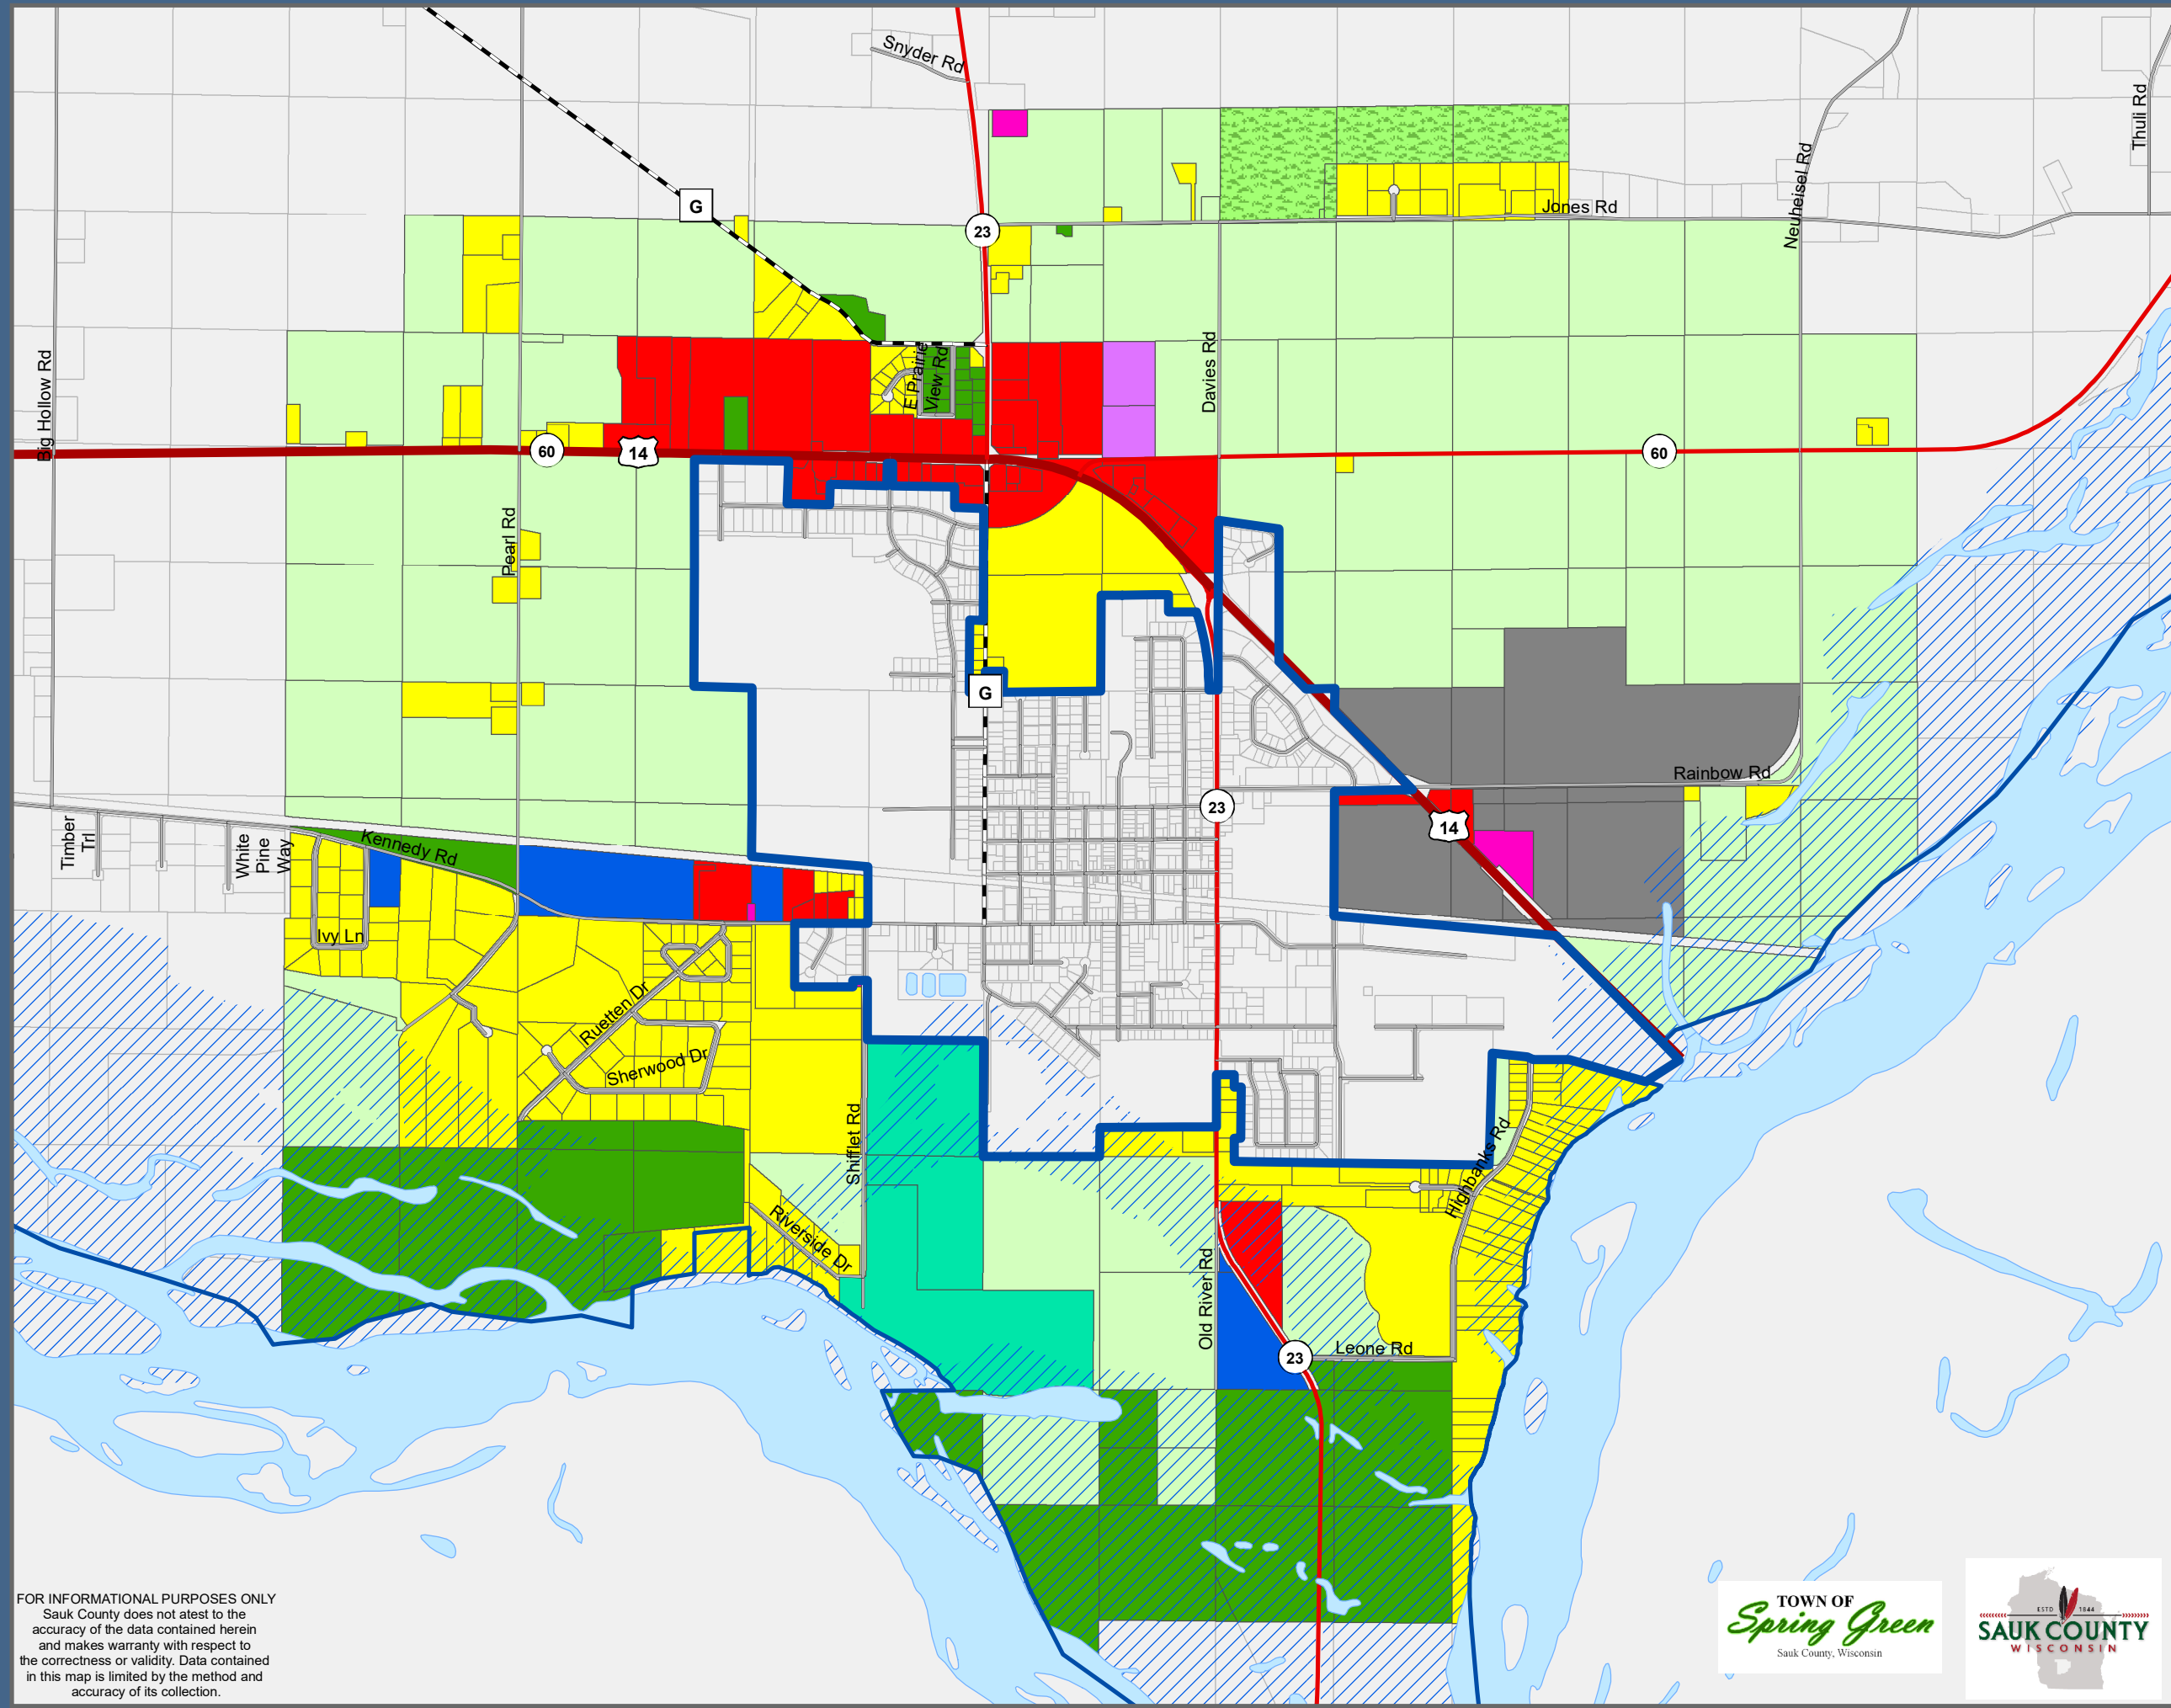 Snyder Rd
Thuli Rd
G
Jones Rd
Neuheisel Rd
23
Big Hollow Rd
E Prairie
View Rd
Davies Rd
60
14
60
Pearl Rd
G
Rainbow Rd
23
14
Timber
Trl
White
Pine
Way
Kennedy Rd
Ivy Ln
Ruetten Dr
Sherwood Dr
Shifflet Rd
Highbanks Rd
Riverside Dr
Old River Rd
23
Leone Rd
FOR INFORMATIONAL PURPOSES ONLY
Sauk County does not atest to the
accuracy of the data contained herein
and makes warranty with respect to
the correctness or validity. Data contained
in this map is limited by the method and
accuracy of its collection.
TOWN OF
Spring Green
Sauk County, Wisconsin
ESTD 1844
SAUK COUNTY
WISCONSIN